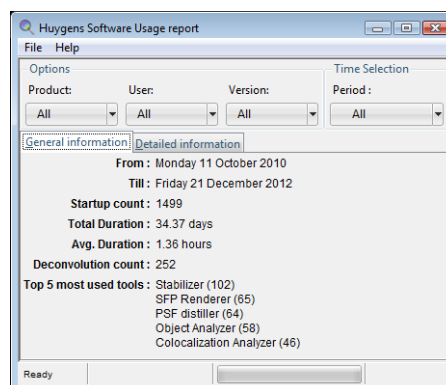 Huygens Software Usage report
File Help
Options Time Selection
Product: User: Version: Period :
All All All All
General information Detailed information
From : Monday 11 October 2010
Till : Friday 21 December 2012
Startup count : 1499
Total Duration : 34.37 days
Avg. Duration : 1.36 hours
Deconvolution count : 252
Top 5 most used tools : Stabilizer (102)
SFP Renderer (65)
PSF distiller (64)
Object Analyzer (58)
Colocalization Analyzer (46)
Ready